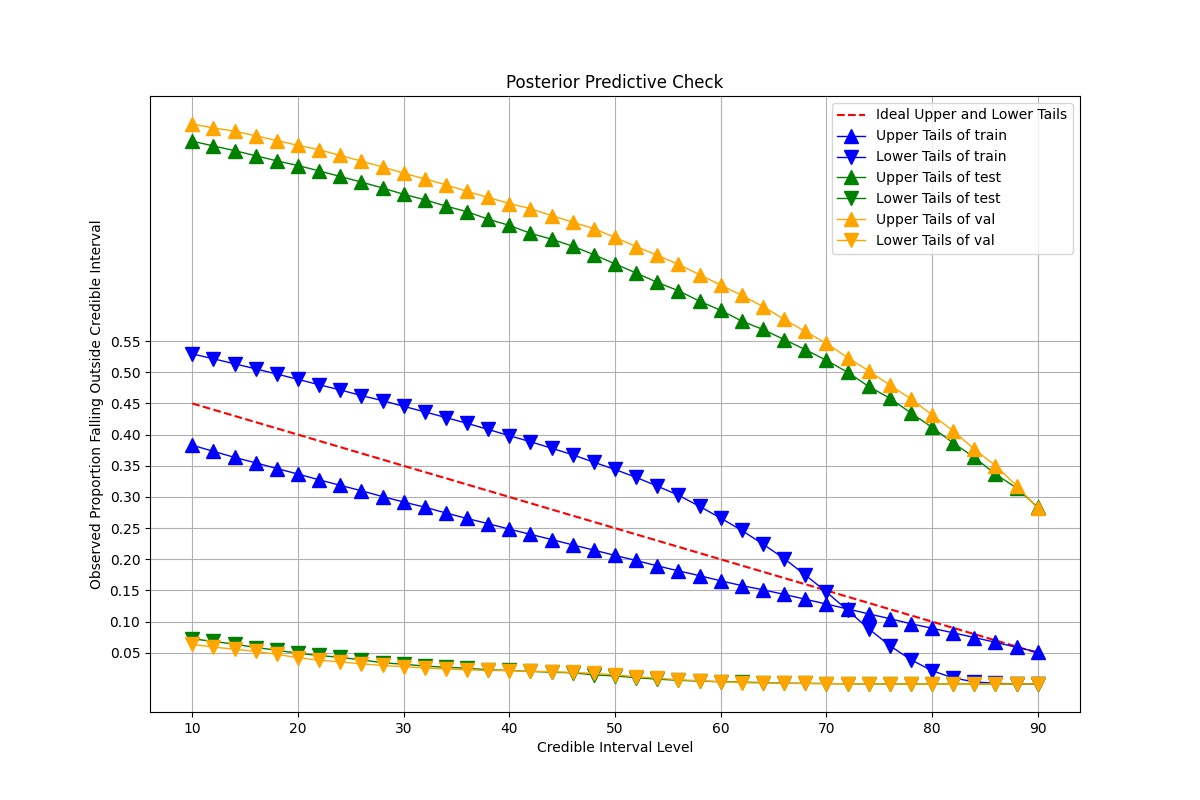 Posterior Predictive Check
Ideal Upper and Lower Tails
Upper Tails of train
Lower Tails of train
Upper Tails of test
Lower Tails of test
Upper Tails of val
Lower Tails of val
Observed Proportion Falling Outside Credible Interval
0.55
0.50
0.45
0.40
0.35
0.30
0.25
0.20
0.15
0.10
0.05
10 20 30 40 50 60 70 80 90
Credible Interval Level